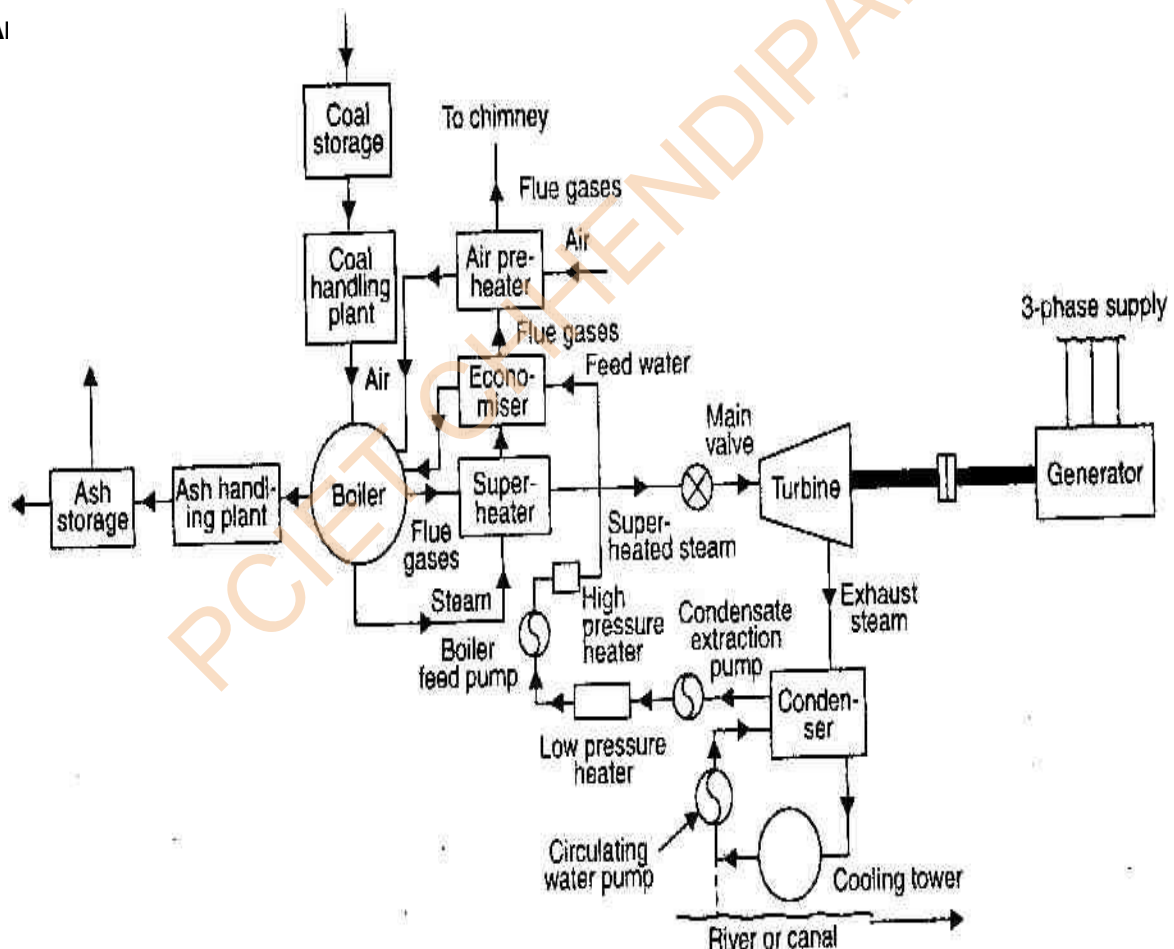 Coal
storage
To chimney
Flue gases
Coal
handling
plant
Air pre-
heater
Air
Flue gases
3-phase supply
Air
Econo-
miser
Feed water
Main
valve
Ash
storage
Ash handl-
ing plant
Boiler
Super-
heater
Turbine
Generator
Flue
gases
Super-
heated steam
Steam
High
pressure
heater
Exhaust
steam
Boiler
feed pump
Condensate
extraction
pump
Conden-
ser
Low pressure
heater
Circulating
water pump
Cooling tower
River or canal